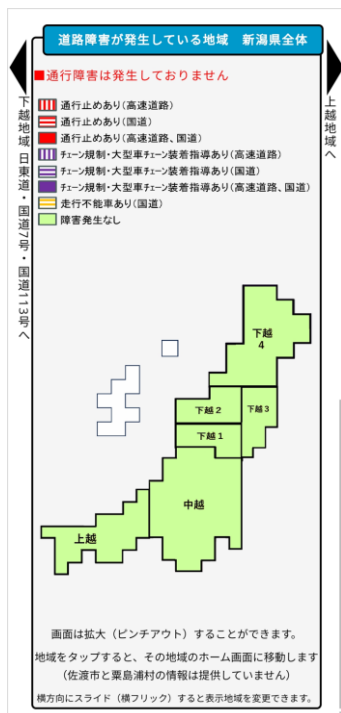 道路障害が発生している地域　新潟県全体
■通行障害は発生しておりません
下越地域 日東道・国道7号・国道113号へ
上越地域へ
通行止めあり(高速道路)
通行止めあり(国道)
通行止めあり(高速道路、国道)
ﾁｪｰﾝ規制・大型車ﾁｪｰﾝ装着指導あり(高速道路)
ﾁｪｰﾝ規制・大型車ﾁｪｰﾝ装着指導あり(国道)
ﾁｪｰﾝ規制・大型車ﾁｪｰﾝ装着指導あり(高速道路、国道)
走行不能車あり(国道)
障害発生なし
下越
4
下越2
下越3
下越1
中越
上越
画面は拡大（ピンチアウト）することができます。
地域をタップすると、その地域のホーム画面に移動します
（佐渡市と粟島浦村の情報は提供していません）
横方向にスライド（横フリック）すると表示地域を変更できます。